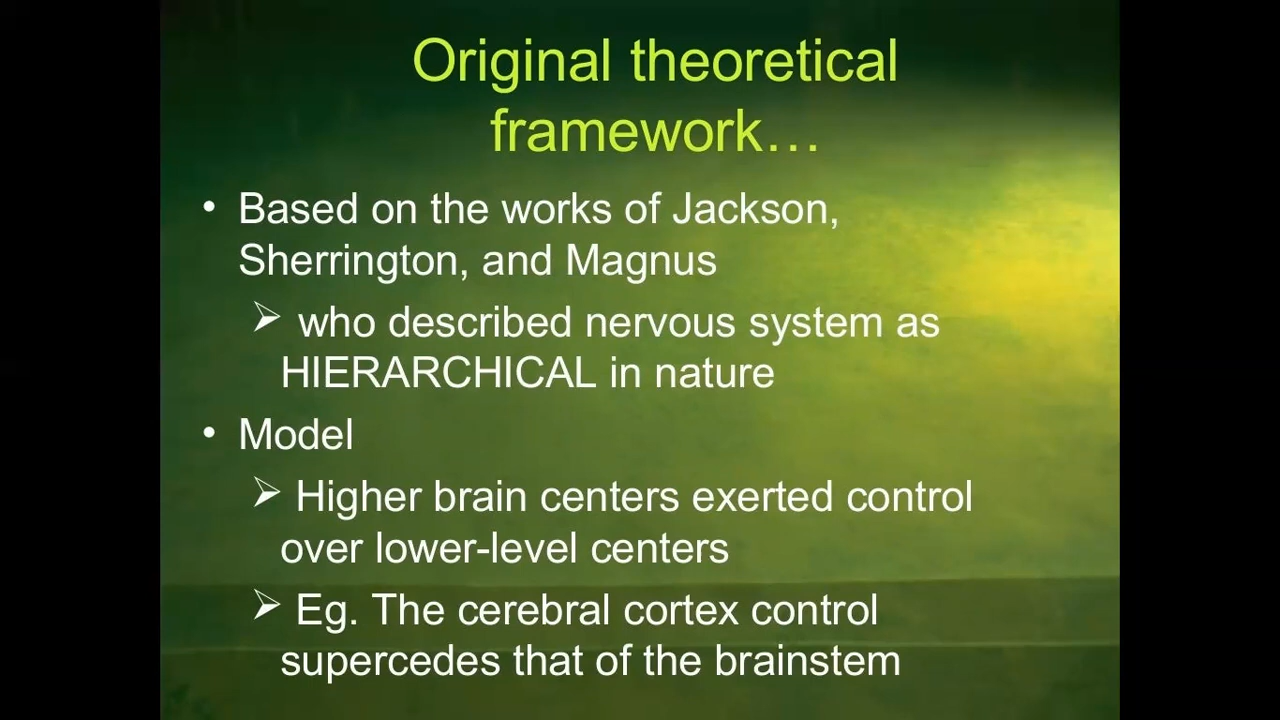 Original theoretical
framework…
• Based on the works of Jackson,
Sherrington, and Magnus
➢ who described nervous system as
HIERARCHICAL in nature
• Model
➢ Higher brain centers exerted control
over lower-level centers
➢ Eg. The cerebral cortex control
supercedes that of the brainstem